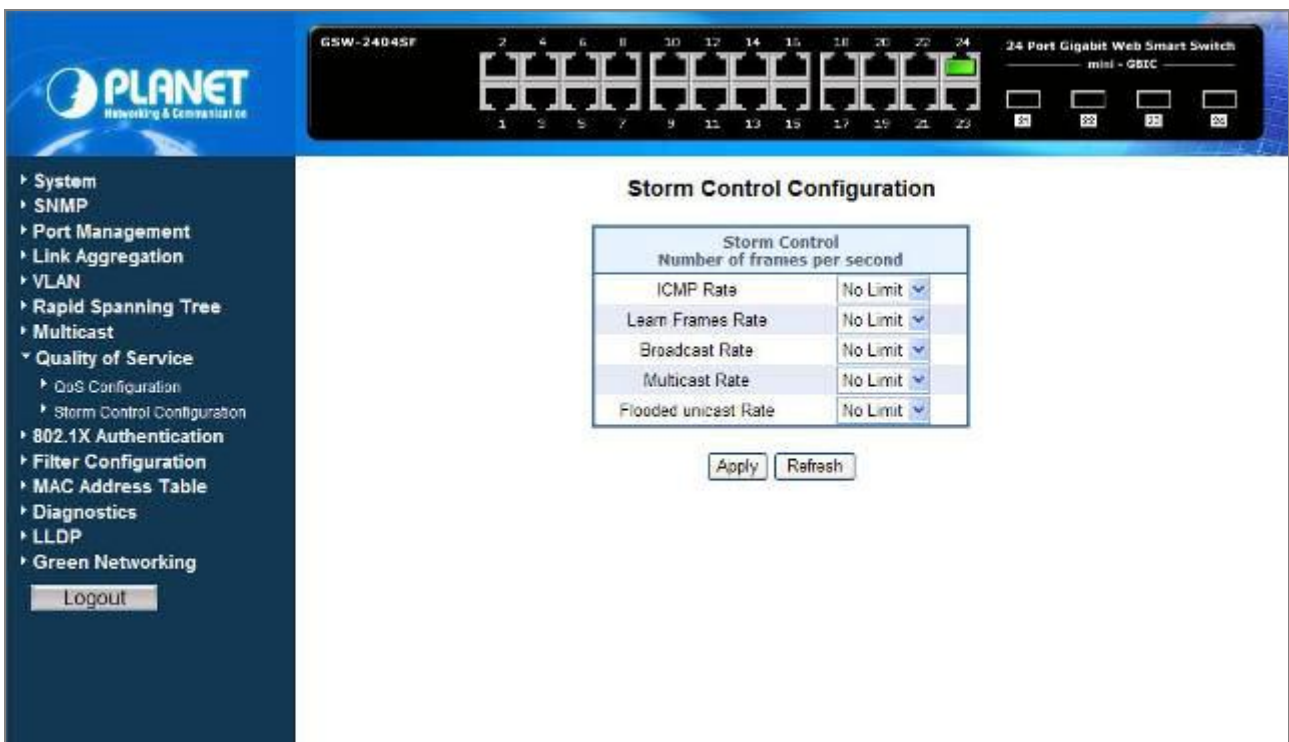 PLANET
Networking & Communication
GSW-2404SF
2 4 6 8 10 12 14 16 18 20 22 24
1 3 5 7 9 11 13 15 17 19 21 23
24 Port Gigabit Web Smart Switch
mini - GBIC
21 22 23 24
System
SNMP
Port Management
Link Aggregation
VLAN
Rapid Spanning Tree
Multicast
Quality of Service
QoS Configuration
Storm Control Configuration
802.1X Authentication
Filter Configuration
MAC Address Table
Diagnostics
LLDP
Green Networking
Logout
Storm Control Configuration
Storm Control
Number of frames per second
ICMP Rate No Limit
Learn Frames Rate No Limit
Broadcast Rate No Limit
Multicast Rate No Limit
Flooded unicast Rate No Limit
Apply Refresh